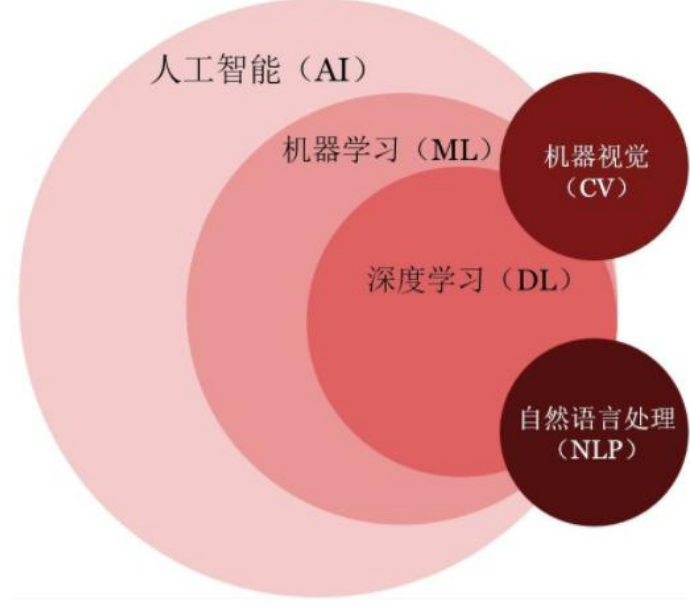 人工智能（AI）
机器学习（ML）
机器视觉
（CV）
深度学习（DL）
自然语言处理
（NLP）